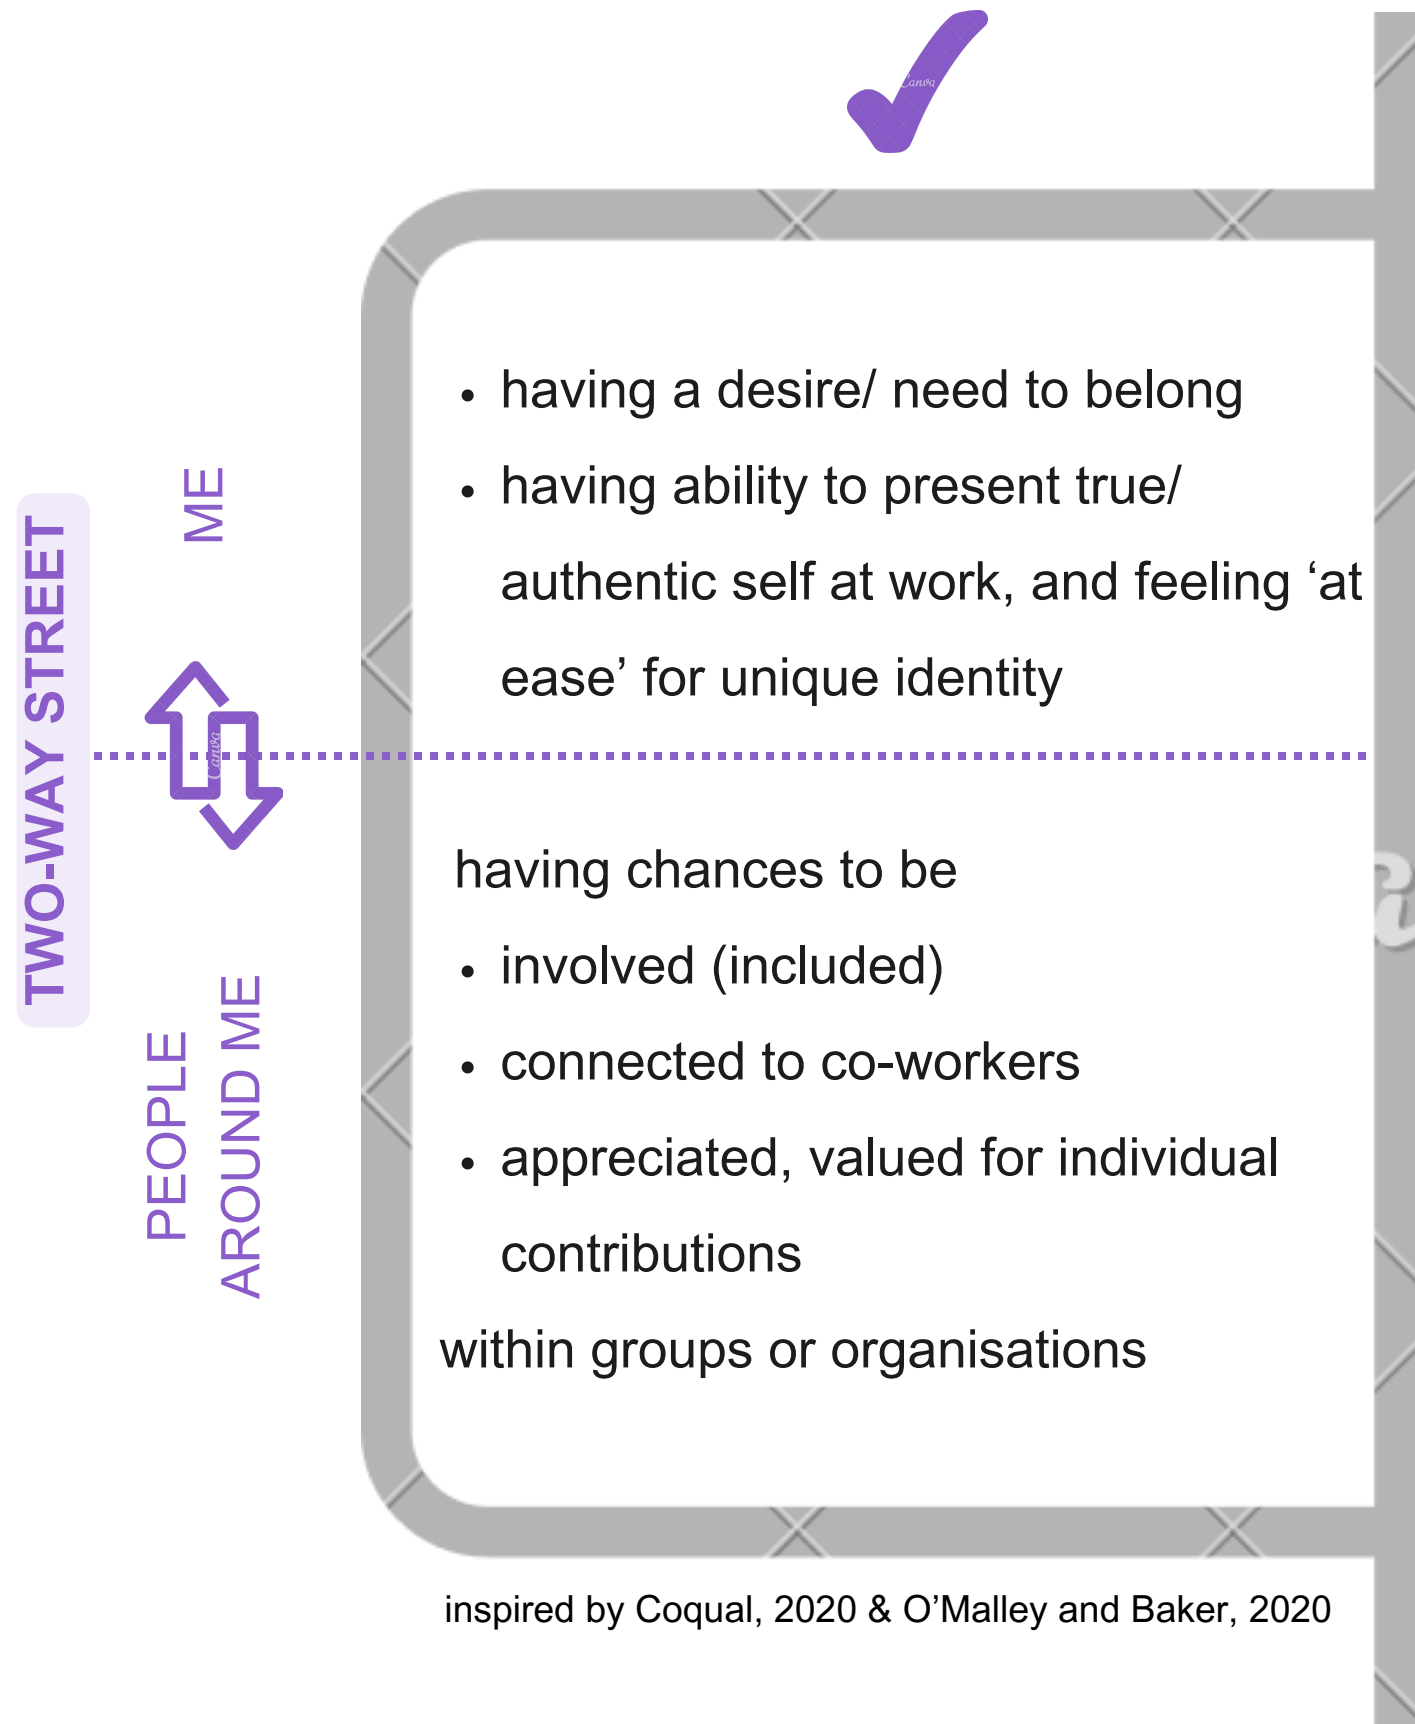 TWO-WAY STREET
ME
• having a desire/ need to belong
• having ability to present true/
authentic self at work, and feeling ‘at
ease’ for unique identity
PEOPLE
AROUND ME
having chances to be
• involved (included)
• connected to co-workers
• appreciated, valued for individual
contributions
within groups or organisations
inspired by Coqual, 2020 & O’Malley and Baker, 2020
Canva
Canva